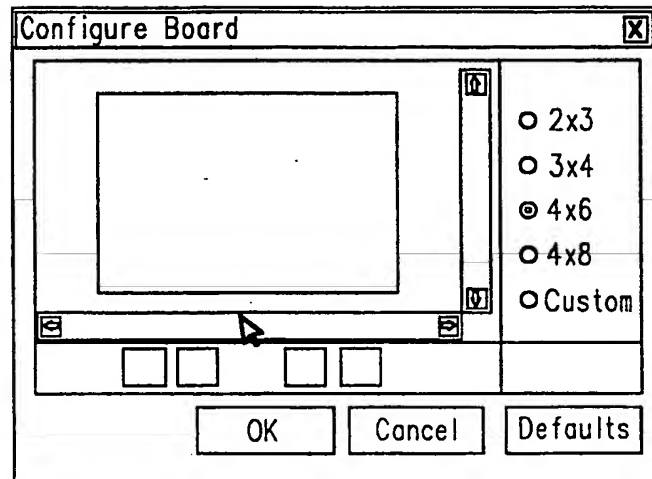 Configure Board X
2x3
3x4
4x6
4x8
Custom
OK Cancel Defaults